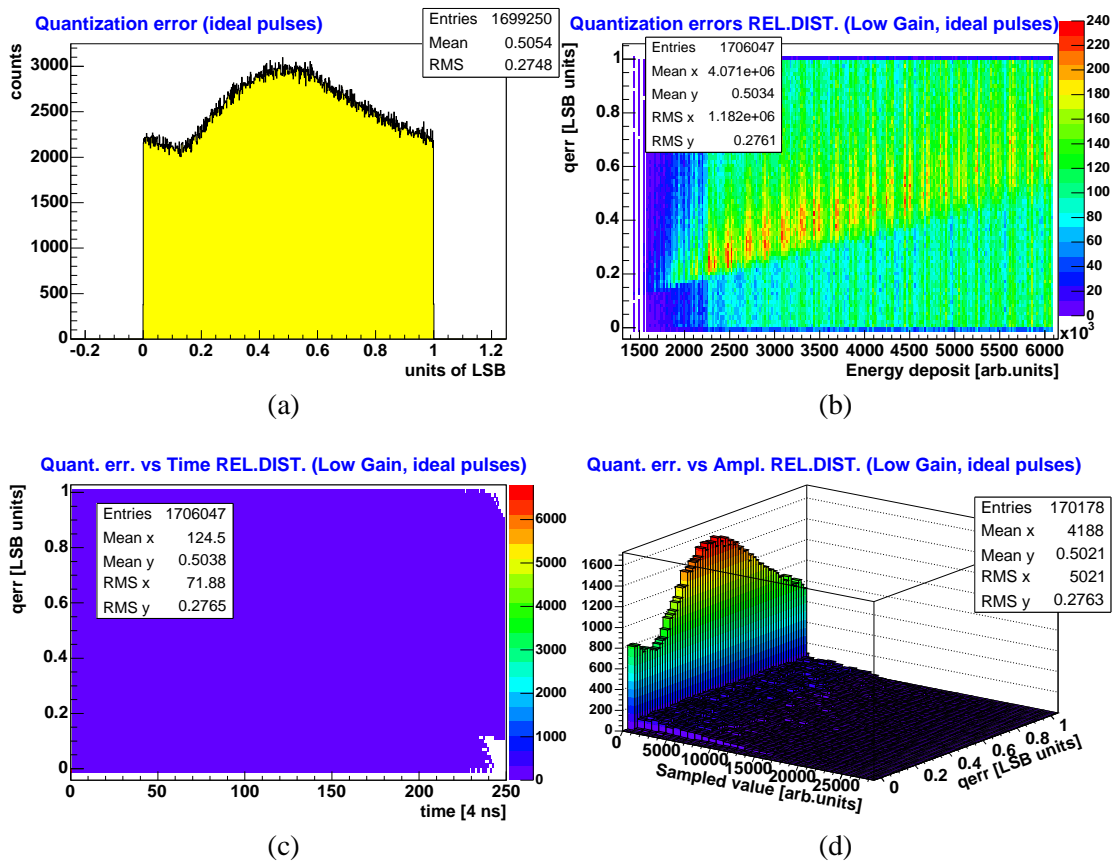 Quantization error (ideal pulses)
Entries 1699250
Mean 0.5054
RMS 0.2748
counts
3000
2500
2000
1500
1000
500
0
-0.2 0 0.2 0.4 0.6 0.8 1 1.2
units of LSB
(a)
Quantization errors REL.DIST. (Low Gain, ideal pulses)
Entries 1706047
Mean x 4.071e+06
Mean y 0.5034
RMS x 1.182e+06
RMS y 0.2761
qerr [LSB units]
1
0.8
0.6
0.4
0.2
0
240
220
200
180
160
140
120
100
80
60
40
20
0
x10³
1500 2000 2500 3000 3500 4000 4500 5000 5500 6000
Energy deposit [arb.units]
(b)
Quant. err. vs Time REL.DIST. (Low Gain, ideal pulses)
Entries 1706047
Mean x 124.5
Mean y 0.5038
RMS x 71.88
RMS y 0.2765
qerr [LSB units]
1
0.8
0.6
0.4
0.2
0
6000
5000
4000
3000
2000
1000
0
0 50 100 150 200 250
time [4 ns]
(c)
Quant. err. vs Ampl. REL.DIST. (Low Gain, ideal pulses)
Entries 170178
Mean x 4188
Mean y 0.5021
RMS x 5021
RMS y 0.2763
1600
1400
1200
1000
800
600
400
200
0
0 5000 10000 15000 20000 25000
Sampled value [arb.units]
0 0.2 0.4 0.6 0.8 1
qerr [LSB units]
(d)